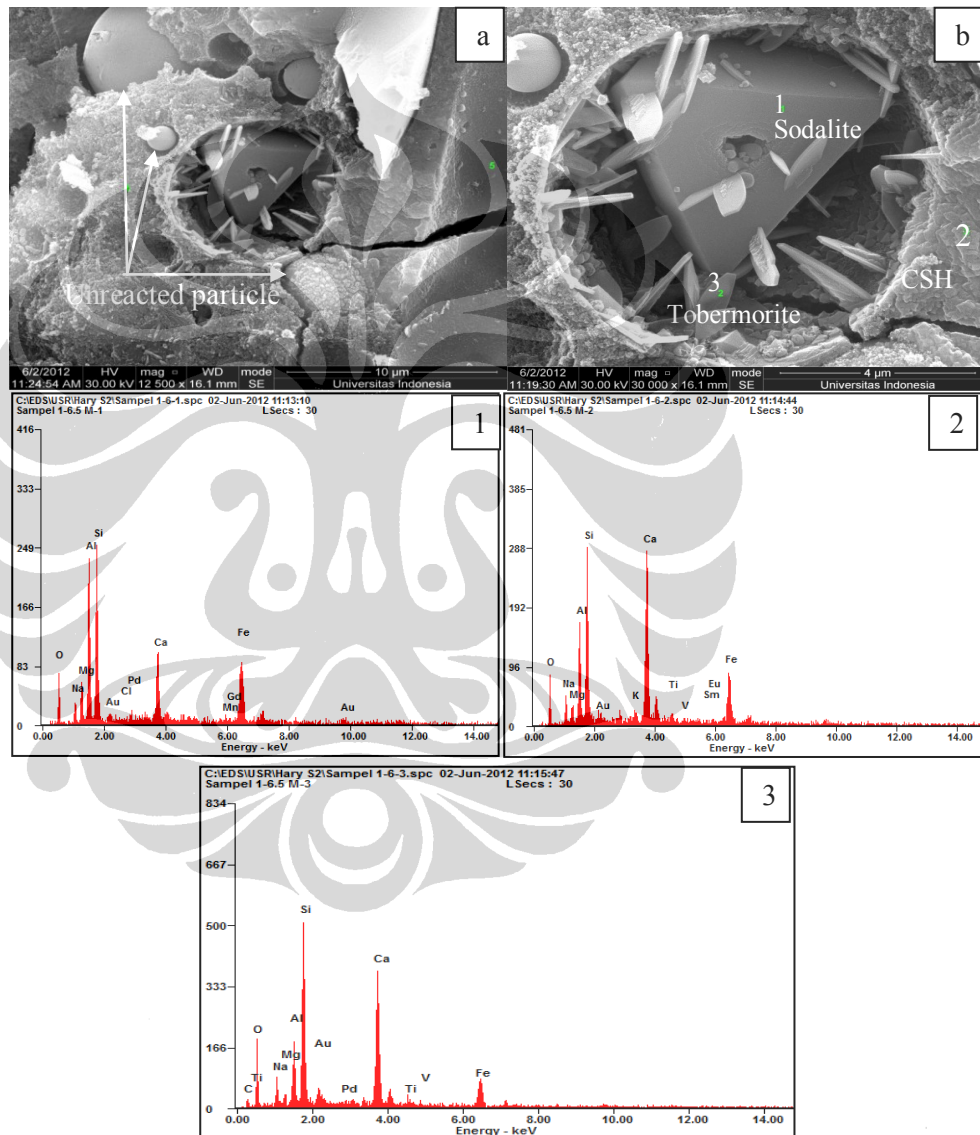 a
Unreacted particle
5
6/2/2012 HV mag □ WD mode
11:24:54 AM 30.00 kV 12 500 x 16.1 mm SE
10 µm
Universitas Indonesia
b
1
Sodalite
2
CSH
3
2
Tobermorite
6/2/2012 HV mag □ WD mode
11:19:30 AM 30.00 kV 30 000 x 16.1 mm SE
4 µm
Universitas Indonesia
C:\EDS\USR\Hary S2\Sampel 1-6-1.spc 02-Jun-2012 11:13:10
Sampel 1-6.5 M-1 LSecs : 30
1
416
333
249
166
83
0
O Na Mg Al Si Au Cl Pd Ca Gd Mn Fe Au
0.00 2.00 4.00 6.00 8.00 10.00 12.00 14.00
Energy - keV
C:\EDS\USR\Hary S2\Sampel 1-6-2.spc 02-Jun-2012 11:14:44
Sampel 1-6.5 M-2 LSecs : 30
2
481
385
288
192
96
0
O Na Mg Al Si Au K Ca Ti V Eu Sm Fe
0.00 2.00 4.00 6.00 8.00 10.00 12.00 14.00
Energy - keV
C:\EDS\USR\Hary S2\Sampel 1-6-3.spc 02-Jun-2012 11:15:47
Sampel 1-6.5 M-3 LSecs : 30
3
834
667
500
333
166
0
C Ti O Na Mg Al Si Au Pd Ca Ti V Fe
0.00 2.00 4.00 6.00 8.00 10.00 12.00 14.00
Energy - keV